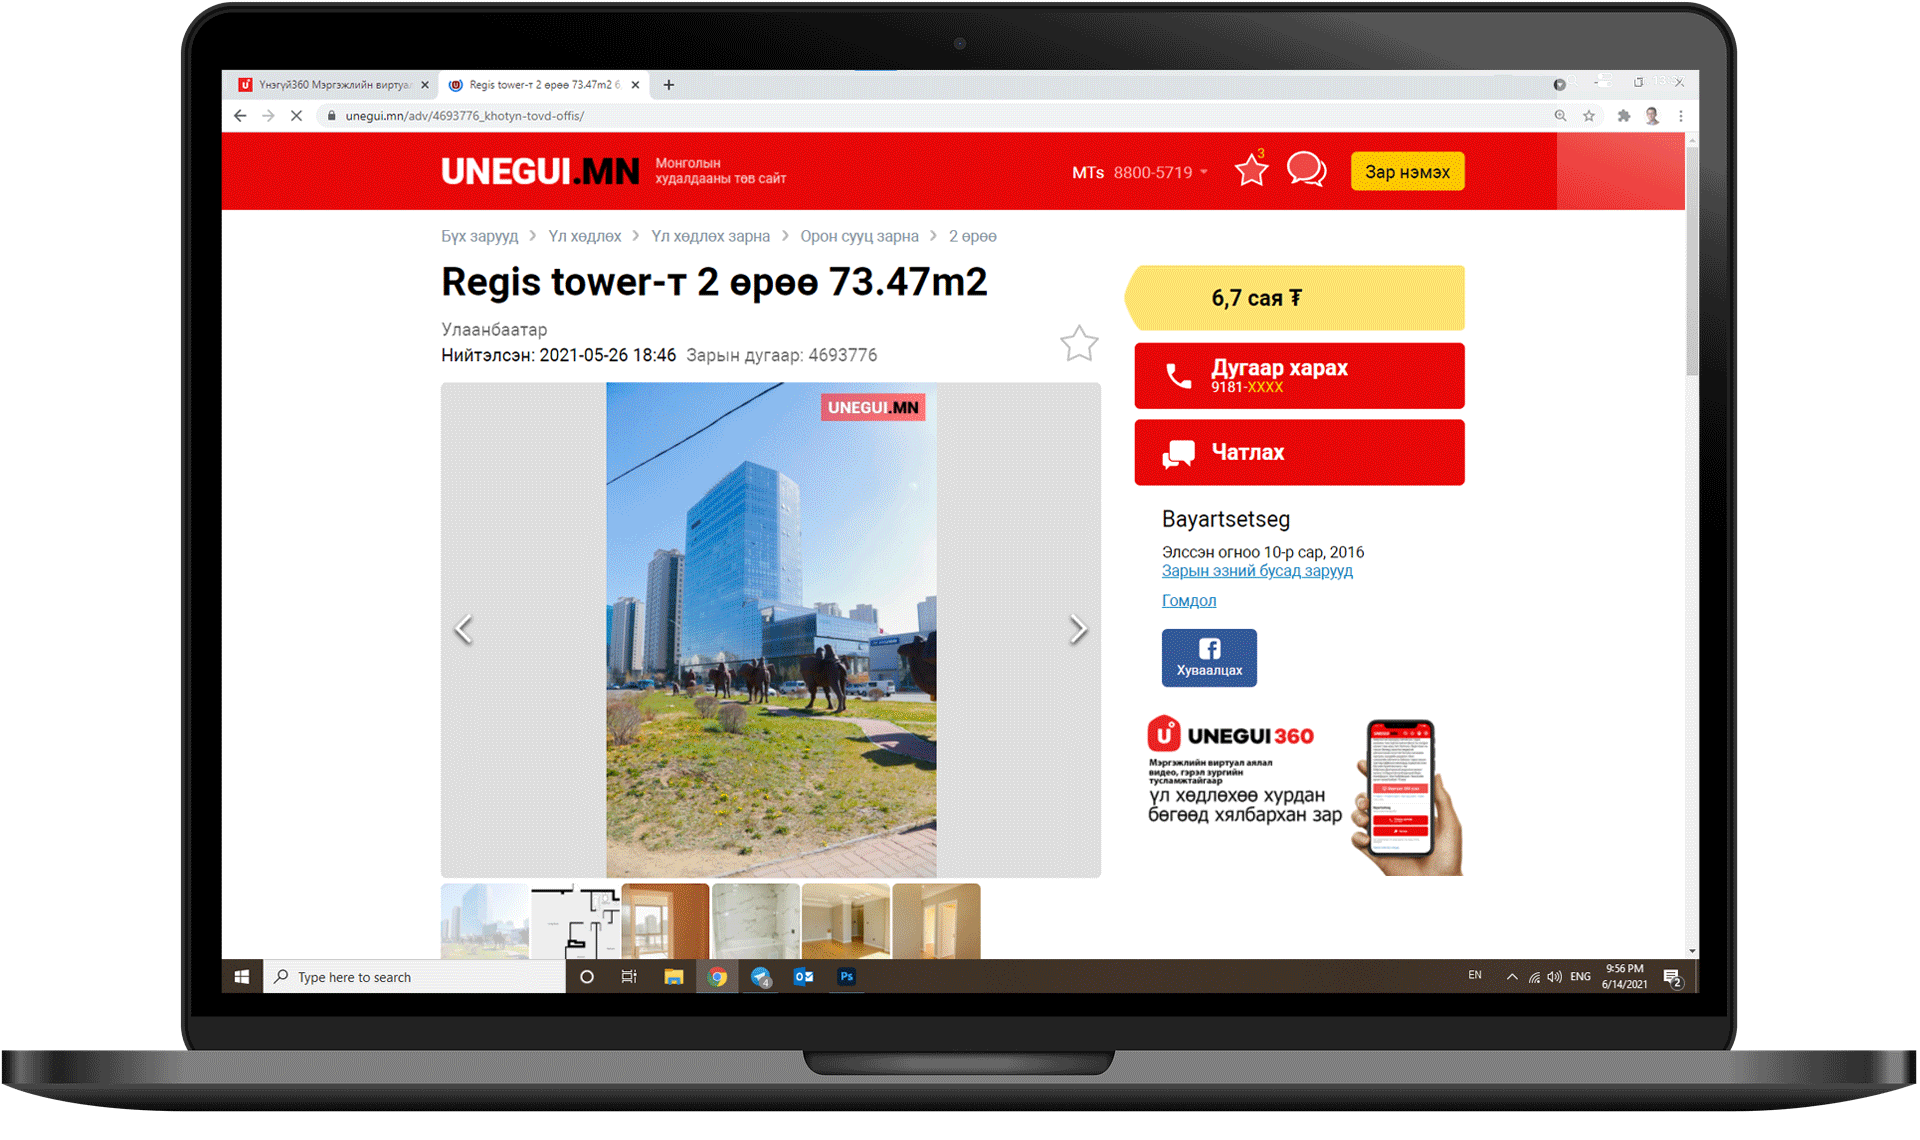 Үнэгүй360 Мэргэжлийн виртуал
Regis tower-т 2 өрөө 73.47m2 6,
unegui.mn/adv/4693776_khotyn-tovd-offis/
UNEGUI.MN
Монголын
худалдааны төв сайт
MTs 8800-5719
3
Зар нэмэх
Бүх зарууд > Үл хөдлөх > Үл хөдлөх зарна > Орон сууц зарна > 2 өрөө
Regis tower-т 2 өрөө 73.47m2
Улаанбаатар
Нийтэлсэн: 2021-05-26 18:46 Зарын дугаар: 4693776
UNEGUI.MN
6,7 сая ₮
Дугаар харах
9181-XXXX
Чатлах
Bayartsetseg
Элссэн огноо 10-р сар, 2016
Зарын эзний бусад зарууд
Гомдол
Хуваалцах
UNEGUI 360
Мэргэжлийн виртуал аялал
видео, гэрэл зургийн
тусламжтайгаар
үл хөдлөхөө хурдан
бөгөөд хялбархан зар
Type here to search
4
Ps
EN
ENG
9:56 PM
6/14/2021
2